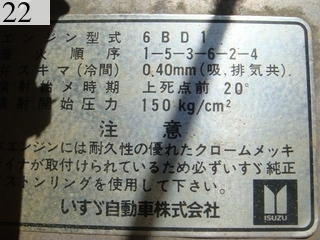 22
エンジン型式 6BD1
順序 1-5-3-6-2-4
スキマ(冷間) 0.40mm(吸,排気共)
始メ時期 上死点前 20°
開始圧力 150kg/cm²
注意
エンジンには耐久性の優れたクロームメッキ
イナが取付けられているため必ずいすゞ純正
ストンリングを使用して下さい。
いすゞ自動車株式会社
ISUZU